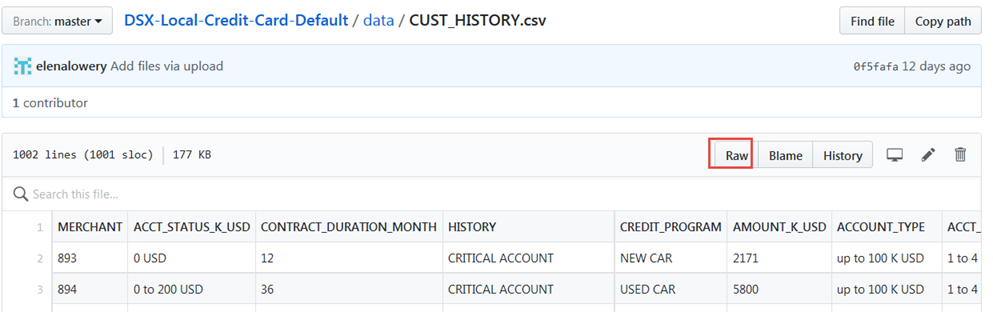 Branch: master DSX-Local-Credit-Card-Default / data / CUST_HISTORY.csv Find file Copy path
elenalowery Add files via upload 0f5fafa 12 days ago
1 contributor
1002 lines (1001 sloc) 177 KB Raw Blame History
Search this file...
1 MERCHANT ACCT_STATUS_K_USD CONTRACT_DURATION_MONTH HISTORY CREDIT_PROGRAM AMOUNT_K_USD ACCOUNT_TYPE ACCT_
2 893 0 USD 12 CRITICAL ACCOUNT NEW CAR 2171 up to 100 K USD 1 to 4
3 894 0 to 200 USD 36 CRITICAL ACCOUNT USED CAR 5800 up to 100 K USD 1 to 4